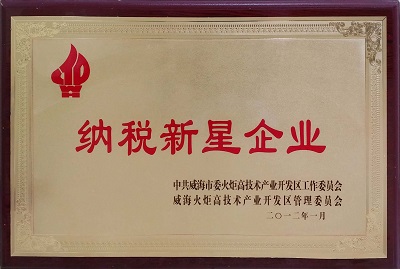 纳税新星企业
中共威海市委火炬高技术产业开发区工作委员会
威海火炬高技术产业开发区管理委员会
二〇一二年一月